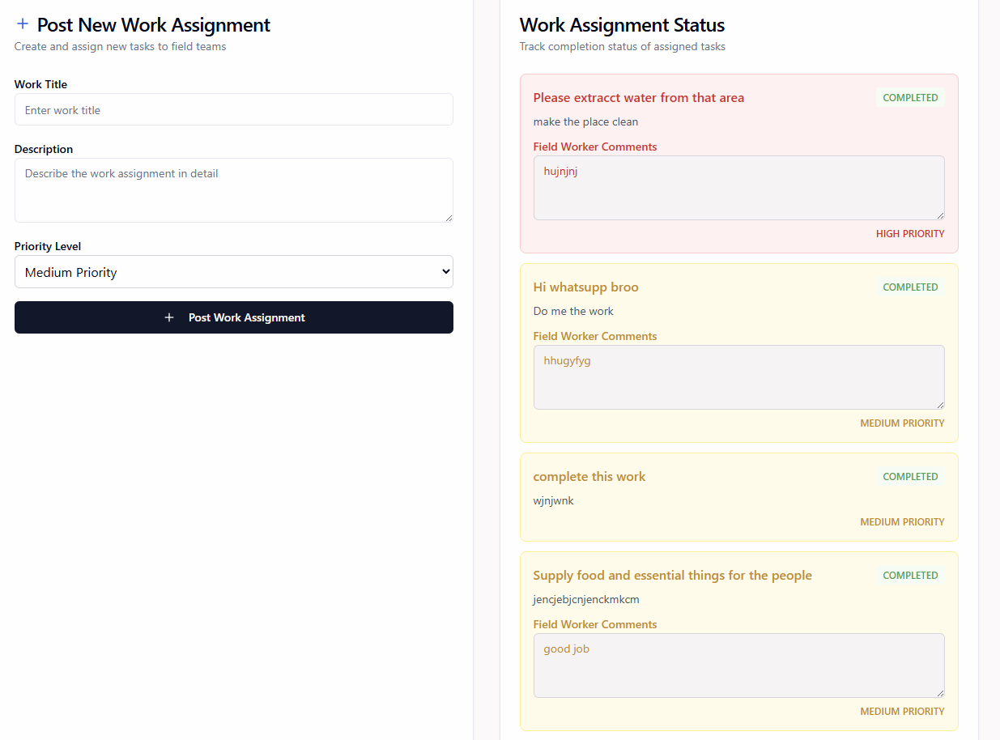 Post New Work Assignment
Create and assign new tasks to field teams
Work Title
Enter work title
Description
Describe the work assignment in detail
Priority Level
Medium Priority
Post Work Assignment
Work Assignment Status
Track completion status of assigned tasks
Please extracct water from that area
COMPLETED
make the place clean
Field Worker Comments
hujnjnj
HIGH PRIORITY
Hi whatsupp broo
COMPLETED
Do me the work
Field Worker Comments
hhugyfyg
MEDIUM PRIORITY
complete this work
COMPLETED
wjnjwnk
MEDIUM PRIORITY
Supply food and essential things for the people
COMPLETED
jencjebjcnjenckmkcm
Field Worker Comments
good job
MEDIUM PRIORITY